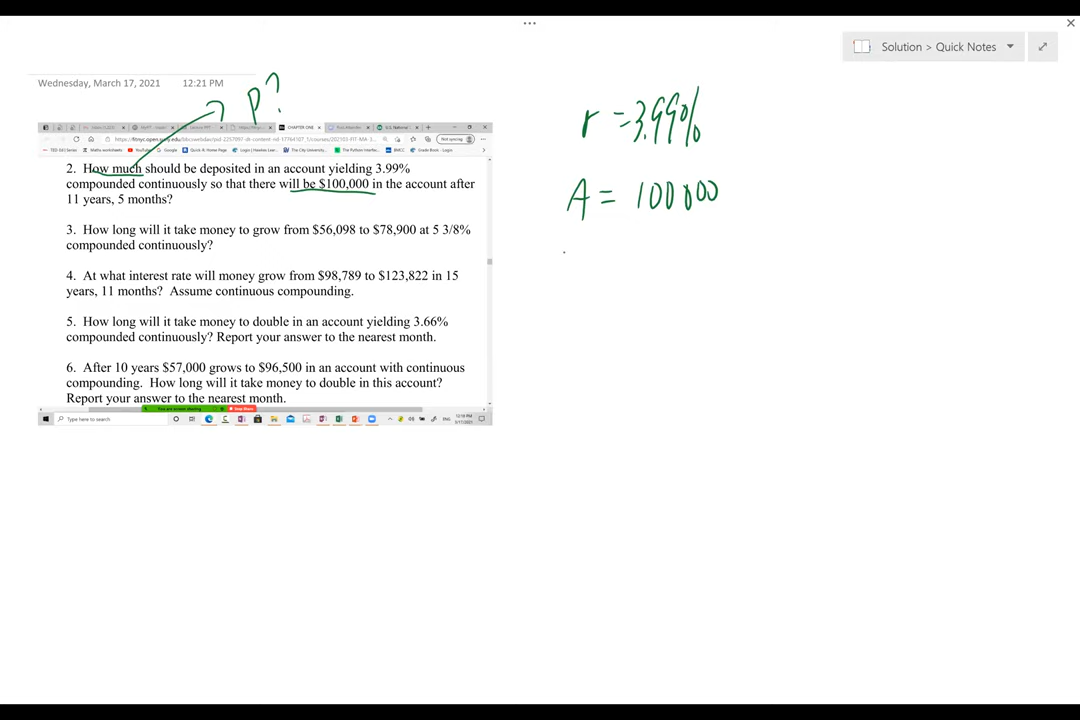 Solution > Quick Notes
Wednesday, March 17, 2021 12:21 PM
P?
r = 3.99%
A = 100000
2. How much should be deposited in an account yielding 3.99%
compounded continuously so that there will be $100,000 in the account after
11 years, 5 months?
3. How long will it take money to grow from $56,098 to $78,900 at 5 3/8%
compounded continuously?
4. At what interest rate will money grow from $98,789 to $123,822 in 15
years, 11 months? Assume continuous compounding.
5. How long will it take money to double in an account yielding 3.66%
compounded continuously? Report your answer to the nearest month.
6. After 10 years $57,000 grows to $96,500 in an account with continuous
compounding. How long will it take money to double in this account?
Report your answer to the nearest month.
Type here to search